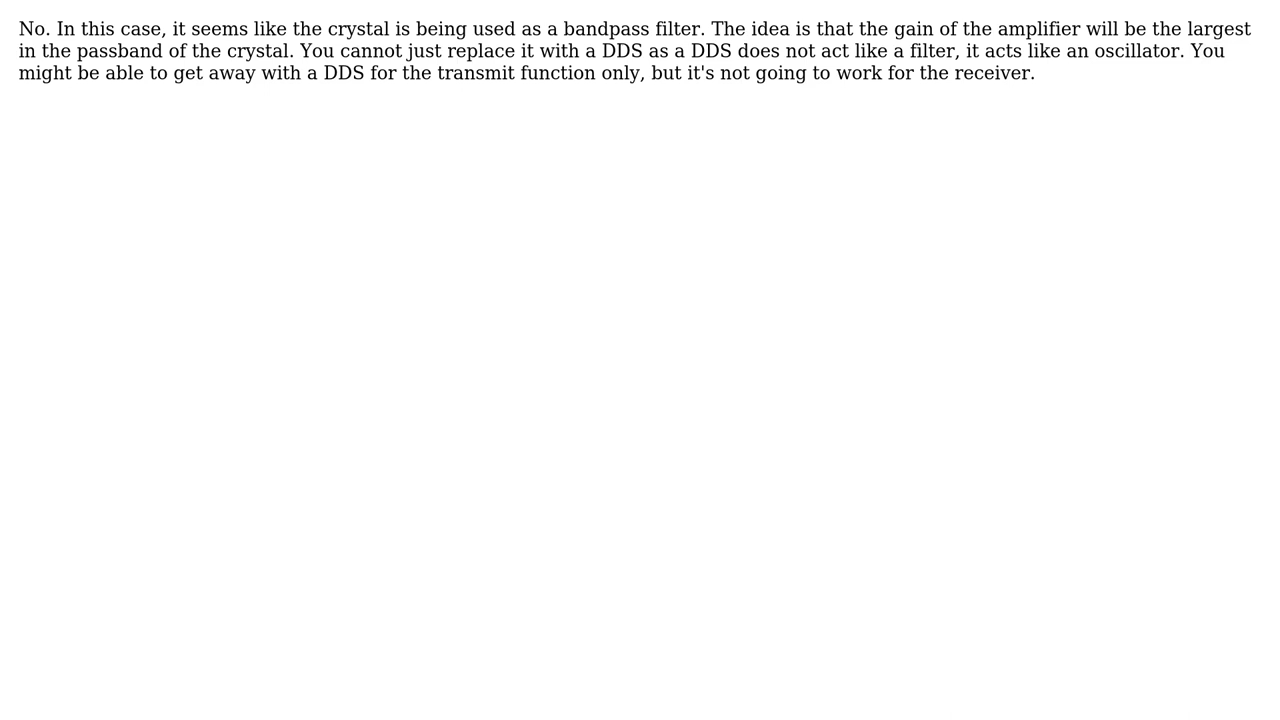 No. In this case, it seems like the crystal is being used as a bandpass filter. The idea is that the gain of the amplifier will be the largest
in the passband of the crystal. You cannot just replace it with a DDS as a DDS does not act like a filter, it acts like an oscillator. You
might be able to get away with a DDS for the transmit function only, but it's not going to work for the receiver.